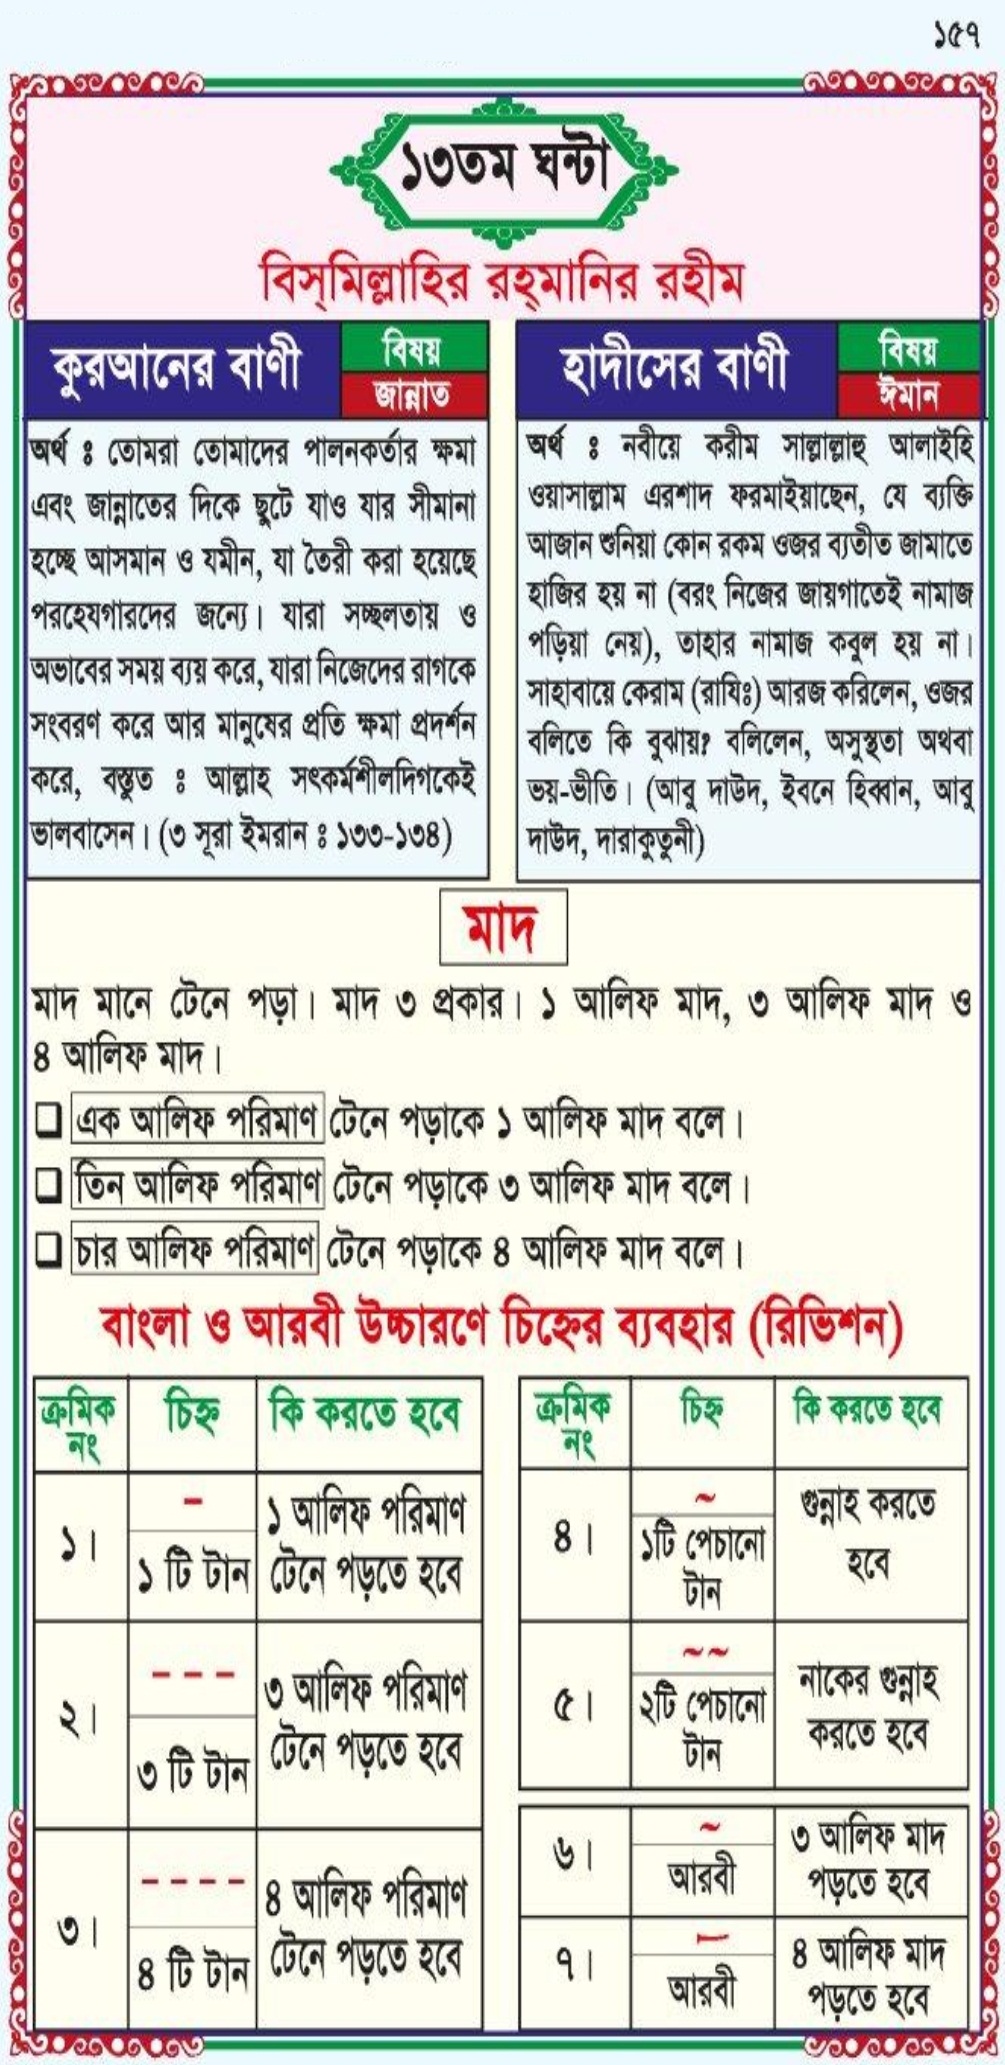 ১৫৭
১৩তম ঘন্টা
বিস্‌মিল্লাহির রহ্‌মানির রহীম
কুরআনের বাণী
বিষয়
জান্নাত
অর্থ ঃ তোমরা তোমাদের পালনকর্তার ক্ষমা
এবং জান্নাতের দিকে ছুটে যাও যার সীমানা
হচ্ছে আসমান ও যমীন, যা তৈরী করা হয়েছে
পরহেযগারদের জন্যে। যারা সচ্ছলতায় ও
অভাবের সময় ব্যয় করে, যারা নিজেদের রাগকে
সংবরণ করে আর মানুষের প্রতি ক্ষমা প্রদর্শন
করে, বস্তুত ঃ আল্লাহ সৎকর্মশীলদিগকেই
ভালবাসেন। (৩ সূরা ইমরান ঃ ১৩৩-১৩৪)
হাদীসের বাণী
বিষয়
ঈমান
অর্থ ঃ নবীয়ে করীম সাল্লাল্লাহু আলাইহি
ওয়াসাল্লাম এরশাদ ফরমাইয়াছেন, যে ব্যক্তি
আজান শুনিয়া কোন রকম ওজর ব্যতীত জামাতে
হাজির হয় না (বরং নিজের জায়গাতেই নামাজ
পড়িয়া নেয়), তাহার নামাজ কবুল হয় না।
সাহাবায়ে কেরাম (রাযিঃ) আরজ করিলেন, ওজর
বলিতে কি বুঝায়? বলিলেন, অসুস্থতা অথবা
ভয়-ভীতি। (আবু দাউদ, ইবনে হিব্বান, আবু
দাউদ, দারাকুতুনী)
মাদ
মাদ মানে টেনে পড়া। মাদ ৩ প্রকার। ১ আলিফ মাদ, ৩ আলিফ মাদ ও
৪ আলিফ মাদ।
❑ এক আলিফ পরিমাণ টেনে পড়াকে ১ আলিফ মাদ বলে।
❑ তিন আলিফ পরিমাণ টেনে পড়াকে ৩ আলিফ মাদ বলে।
❑ চার আলিফ পরিমাণ টেনে পড়াকে ৪ আলিফ মাদ বলে।
বাংলা ও আরবী উচ্চারণে চিহ্নের ব্যবহার (রিভিশন)
ক্রমিক নং চিহ্ন কি করতে হবে
১। – ১ টি টান
১ আলিফ পরিমাণ
টেনে পড়তে হবে
২। – – – ৩ টি টান
৩ আলিফ পরিমাণ
টেনে পড়তে হবে
৩। – – – – ৪ টি টান
৪ আলিফ পরিমাণ
টেনে পড়তে হবে
ক্রমিক নং চিহ্ন কি করতে হবে
৪। ~ ১টি পেচানো টান
গুন্নাহ করতে
হবে
৫। ~~ ২টি পেচানো টান
নাকের গুন্নাহ
করতে হবে
৬। ~ আরবী
৩ আলিফ মাদ
পড়তে হবে
৭। আরবী
৪ আলিফ মাদ
পড়তে হবে